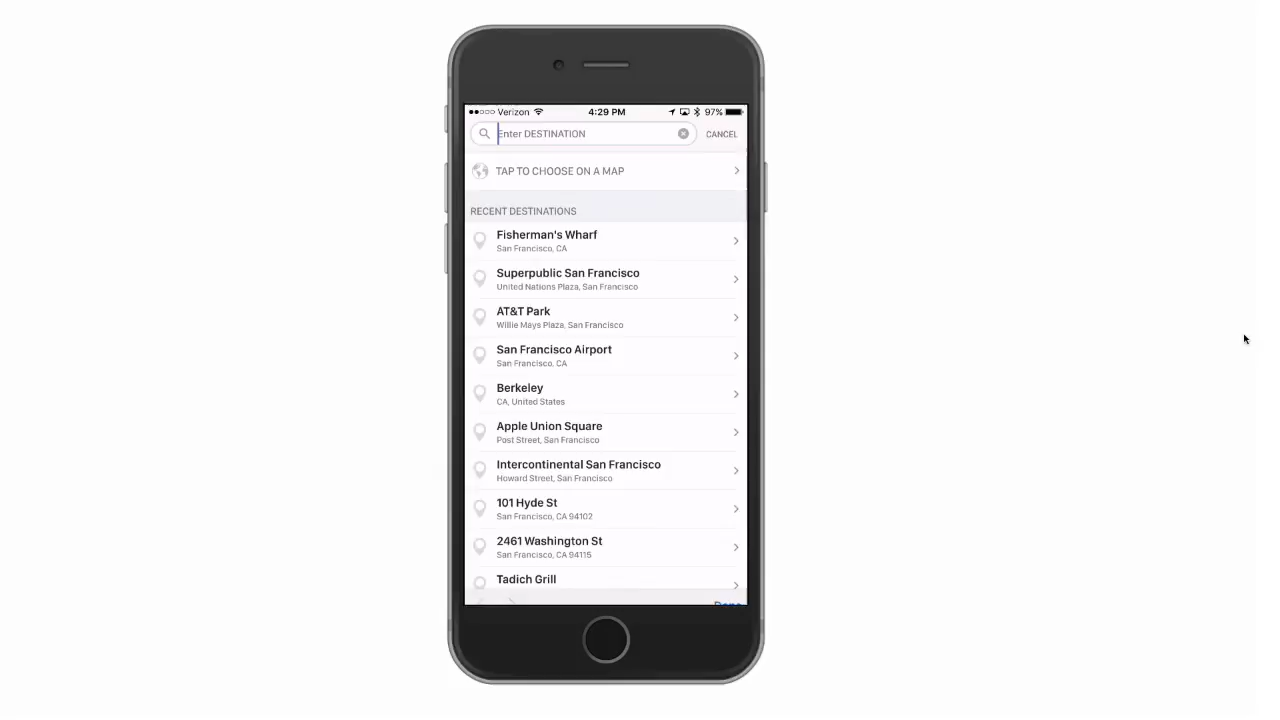 Verizon 4:29 PM 97%
Enter DESTINATION CANCEL
TAP TO CHOOSE ON A MAP
RECENT DESTINATIONS
Fisherman's Wharf
San Francisco, CA
Superpublic San Francisco
United Nations Plaza, San Francisco
AT&T Park
Willie Mays Plaza, San Francisco
San Francisco Airport
San Francisco, CA
Berkeley
CA, United States
Apple Union Square
Post Street, San Francisco
Intercontinental San Francisco
Howard Street, San Francisco
101 Hyde St
San Francisco, CA 94102
2461 Washington St
San Francisco, CA 94115
Tadich Grill
Done